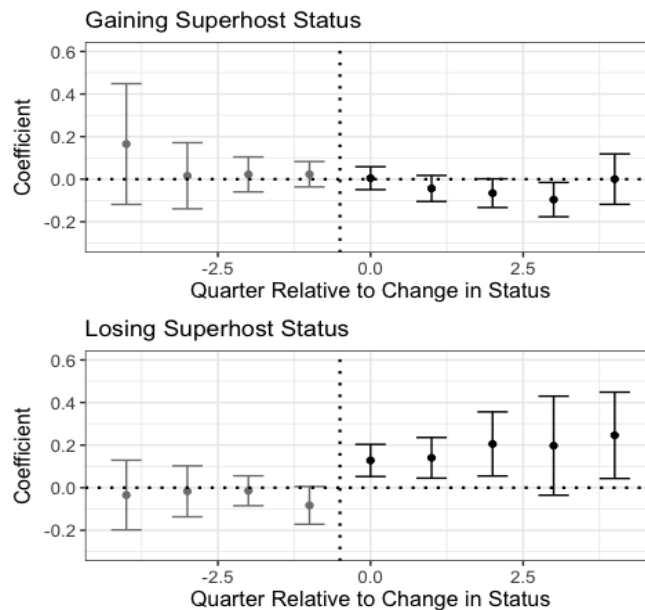 Gaining Superhost Status
0.6
0.4
0.2
0.0
-0.2
Coefficient
-2.5
0.0
2.5
Quarter Relative to Change in Status
Losing Superhost Status
0.6
0.4
0.2
0.0
-0.2
Coefficient
-2.5
0.0
2.5
Quarter Relative to Change in Status